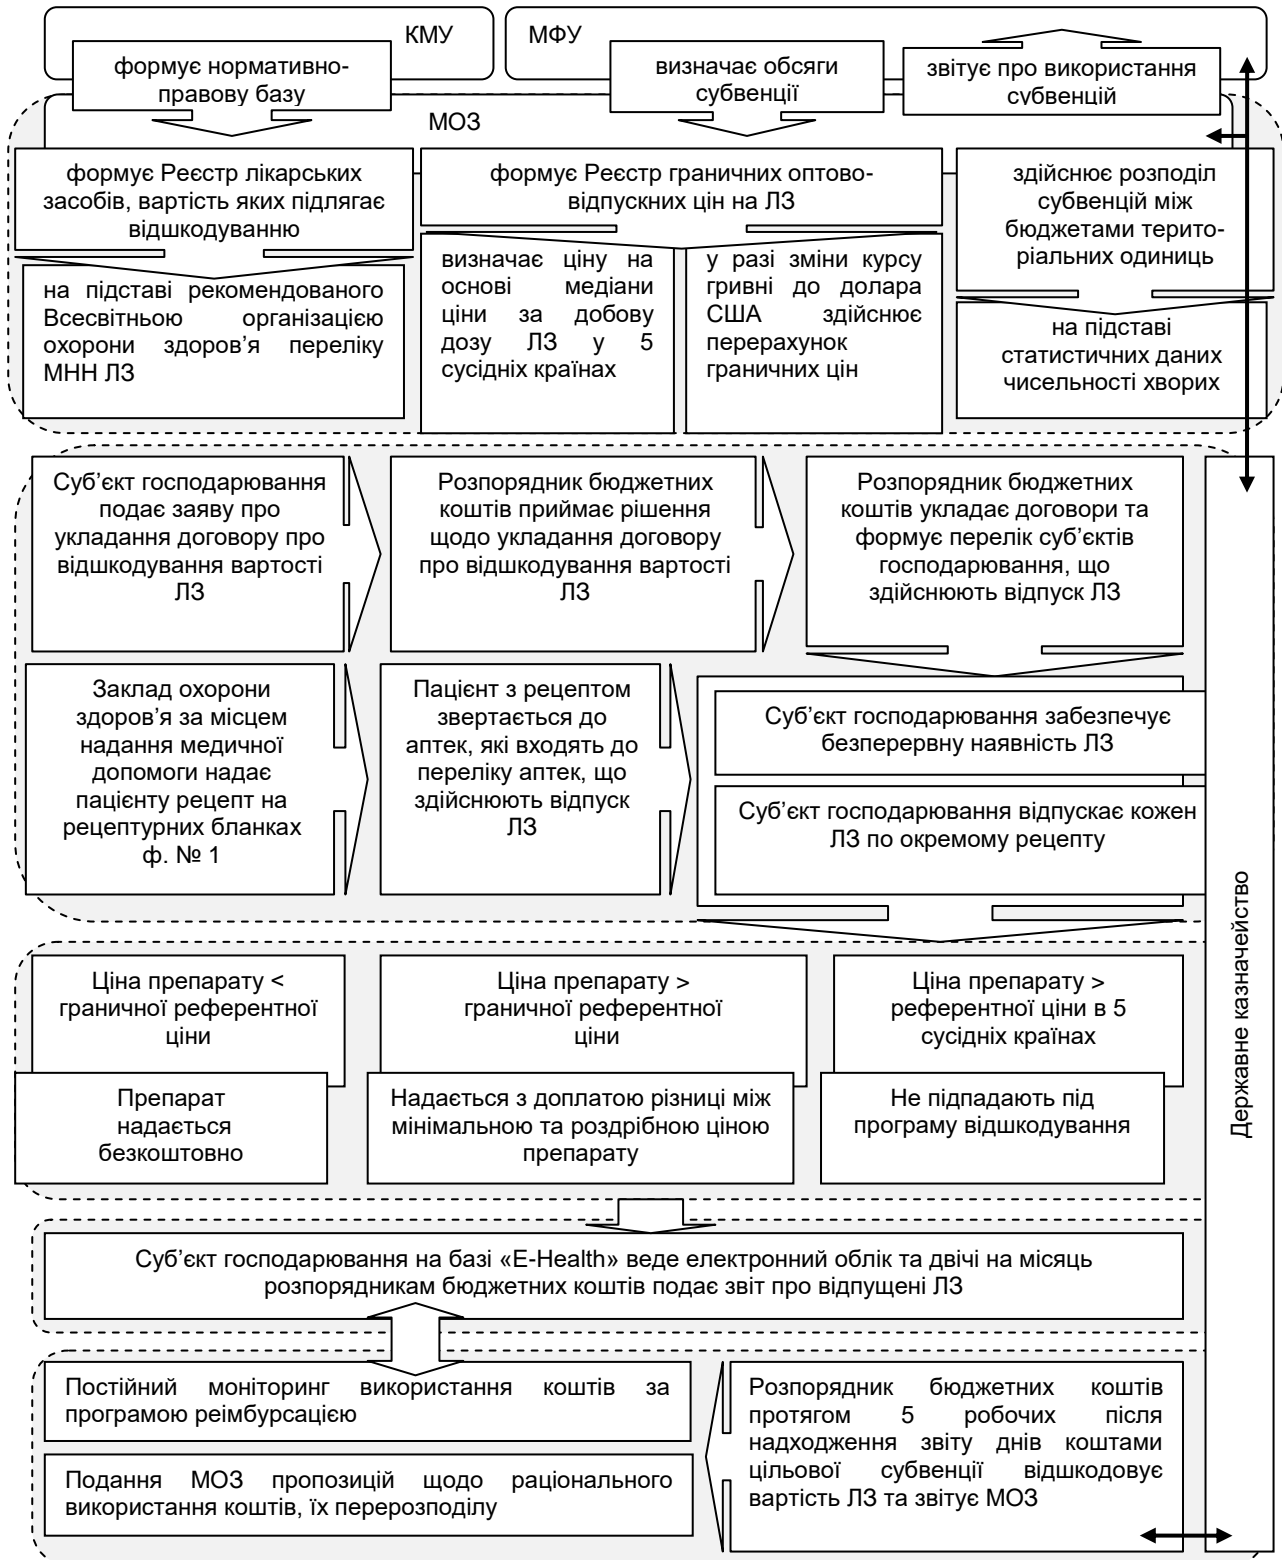 КМУ
МФУ
формує нормативно-
правову базу
визначає обсяги
субвенції
звітує про використання
субвенцій
МОЗ
формує Реєстр лікарських
засобів, вартість яких підлягає
відшкодуванню
формує Реєстр граничних оптово-
відпускних цін на ЛЗ
здійснює розподіл
субвенцій між
бюджетами терито-
ріальних одиниць
на підставі рекомендованого
Всесвітньою організацією
охорони здоров’я переліку
МНН ЛЗ
визначає ціну на
основі медіани
ціни за добову
дозу ЛЗ у 5
сусідніх країнах
у разі зміни курсу
гривні до долара
США здійснює
перерахунок
граничних цін
на підставі
статистичних даних
чисельності хворих
Суб’єкт господарювання
подає заяву про
укладання договору про
відшкодування вартості
ЛЗ
Розпорядник бюджетних
коштів приймає рішення
щодо укладання договору
про відшкодування вартості
ЛЗ
Розпорядник бюджетних
коштів укладає договори та
формує перелік суб’єктів
господарювання, що
здійснюють відпуск ЛЗ
Заклад охорони
здоров’я за місцем
надання медичної
допомоги надає
пацієнту рецепт на
рецептурних бланках
ф. № 1
Пацієнт з рецептом
звертається до
аптек, які входять до
переліку аптек, що
здійснюють відпуск
ЛЗ
Суб’єкт господарювання забезпечує
безперервну наявність ЛЗ
Суб’єкт господарювання відпускає кожен
ЛЗ по окремому рецепту
Державне казначейство
Ціна препарату <
граничної референтної
ціни
Ціна препарату >
граничної референтної
ціни
Ціна препарату >
референтної ціни в 5
сусідніх країнах
Препарат
надається
безкоштовно
Надається з доплатою різниці між
мінімальною та роздрібною ціною
препарату
Не підпадають під
програму відшкодування
Суб’єкт господарювання на базі «E-Health» веде електронний облік та двічі на місяць
розпорядникам бюджетних коштів подає звіт про відпущені ЛЗ
Постійний моніторинг використання коштів за
програмою реімбурсацією
Подання МОЗ пропозицій щодо раціонального
використання коштів, їх перерозподілу
Розпорядник бюджетних коштів
протягом 5 робочих після
надходження звіту днів коштами
цільової субвенції відшкодовує
вартість ЛЗ та звітує МОЗ